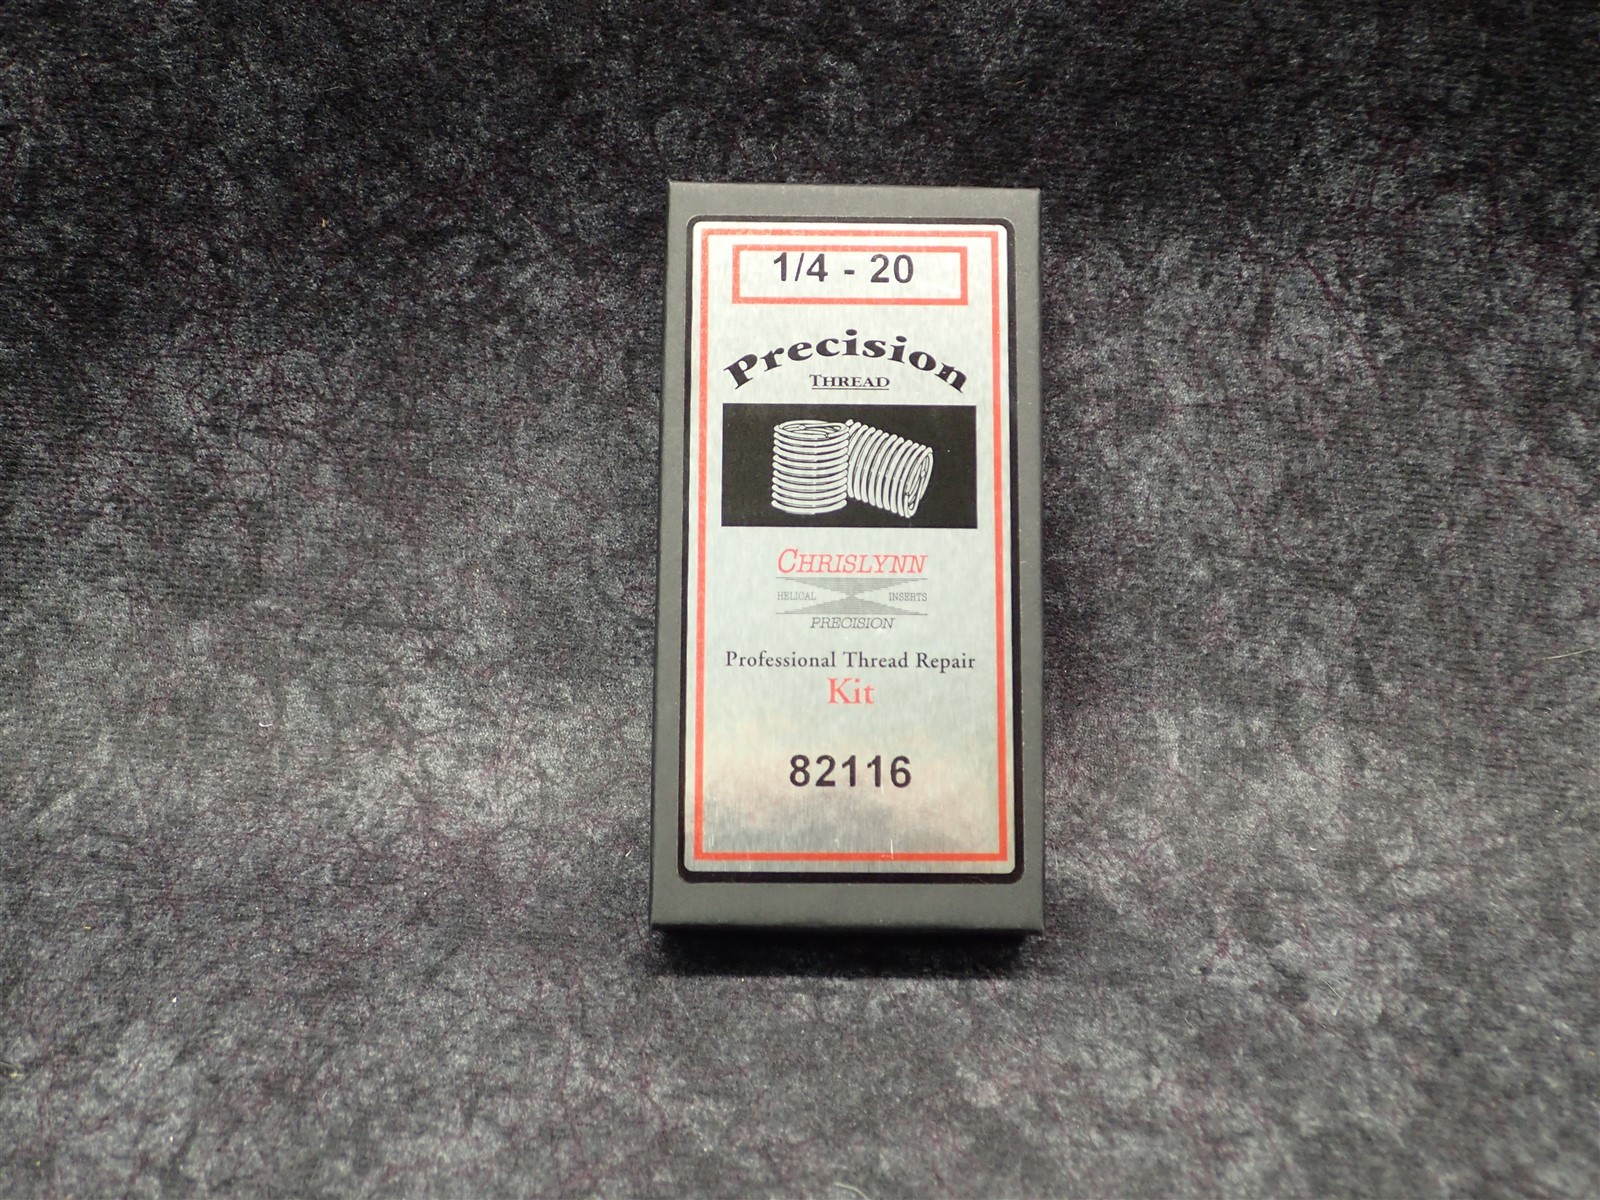 1/4 - 20
Precision
THREAD
CHRISLYNN
HELICAL INSERTS
PRECISION
Professional Thread Repair
Kit
82116